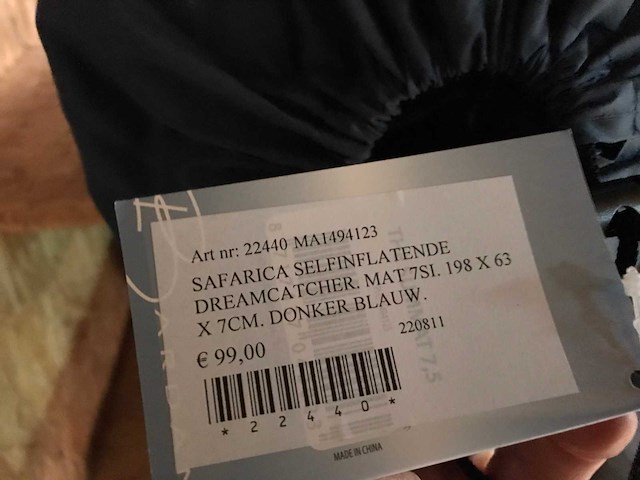 Art nr: 22440 MA1494123
SAFARICA SELFINFLATENDE
DREAMCATCHER. MAT 7SI. 198 X 63
X 7CM. DONKER BLAUW.
220811
€ 99,00
* 2 2 4 4 0 *
MADE IN CHINA